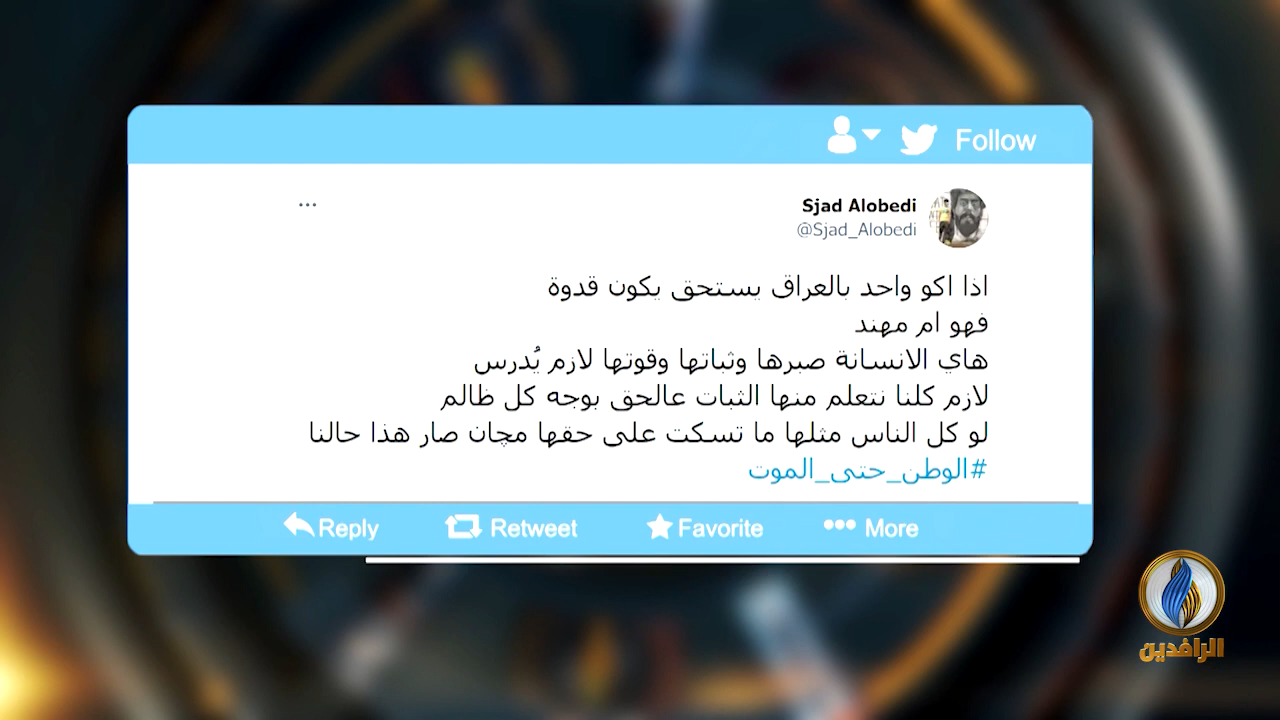 Follow
Sjad Alobedi
@Sjad_Alobedi
اذا اكو واحد بالعراق يستحق يكون قدوة
فهو ام مهند
هاي الانسانة صبرها وثباتها وقوتها لازم يُدرس
لازم كلنا نتعلم منها الثبات عالحق بوجه كل ظالم
لو كل الناس مثلها ما تسكت على حقها مچان صار هذا حالنا
#الوطن_حتى_الموت
Reply Retweet Favorite More
الرافدين